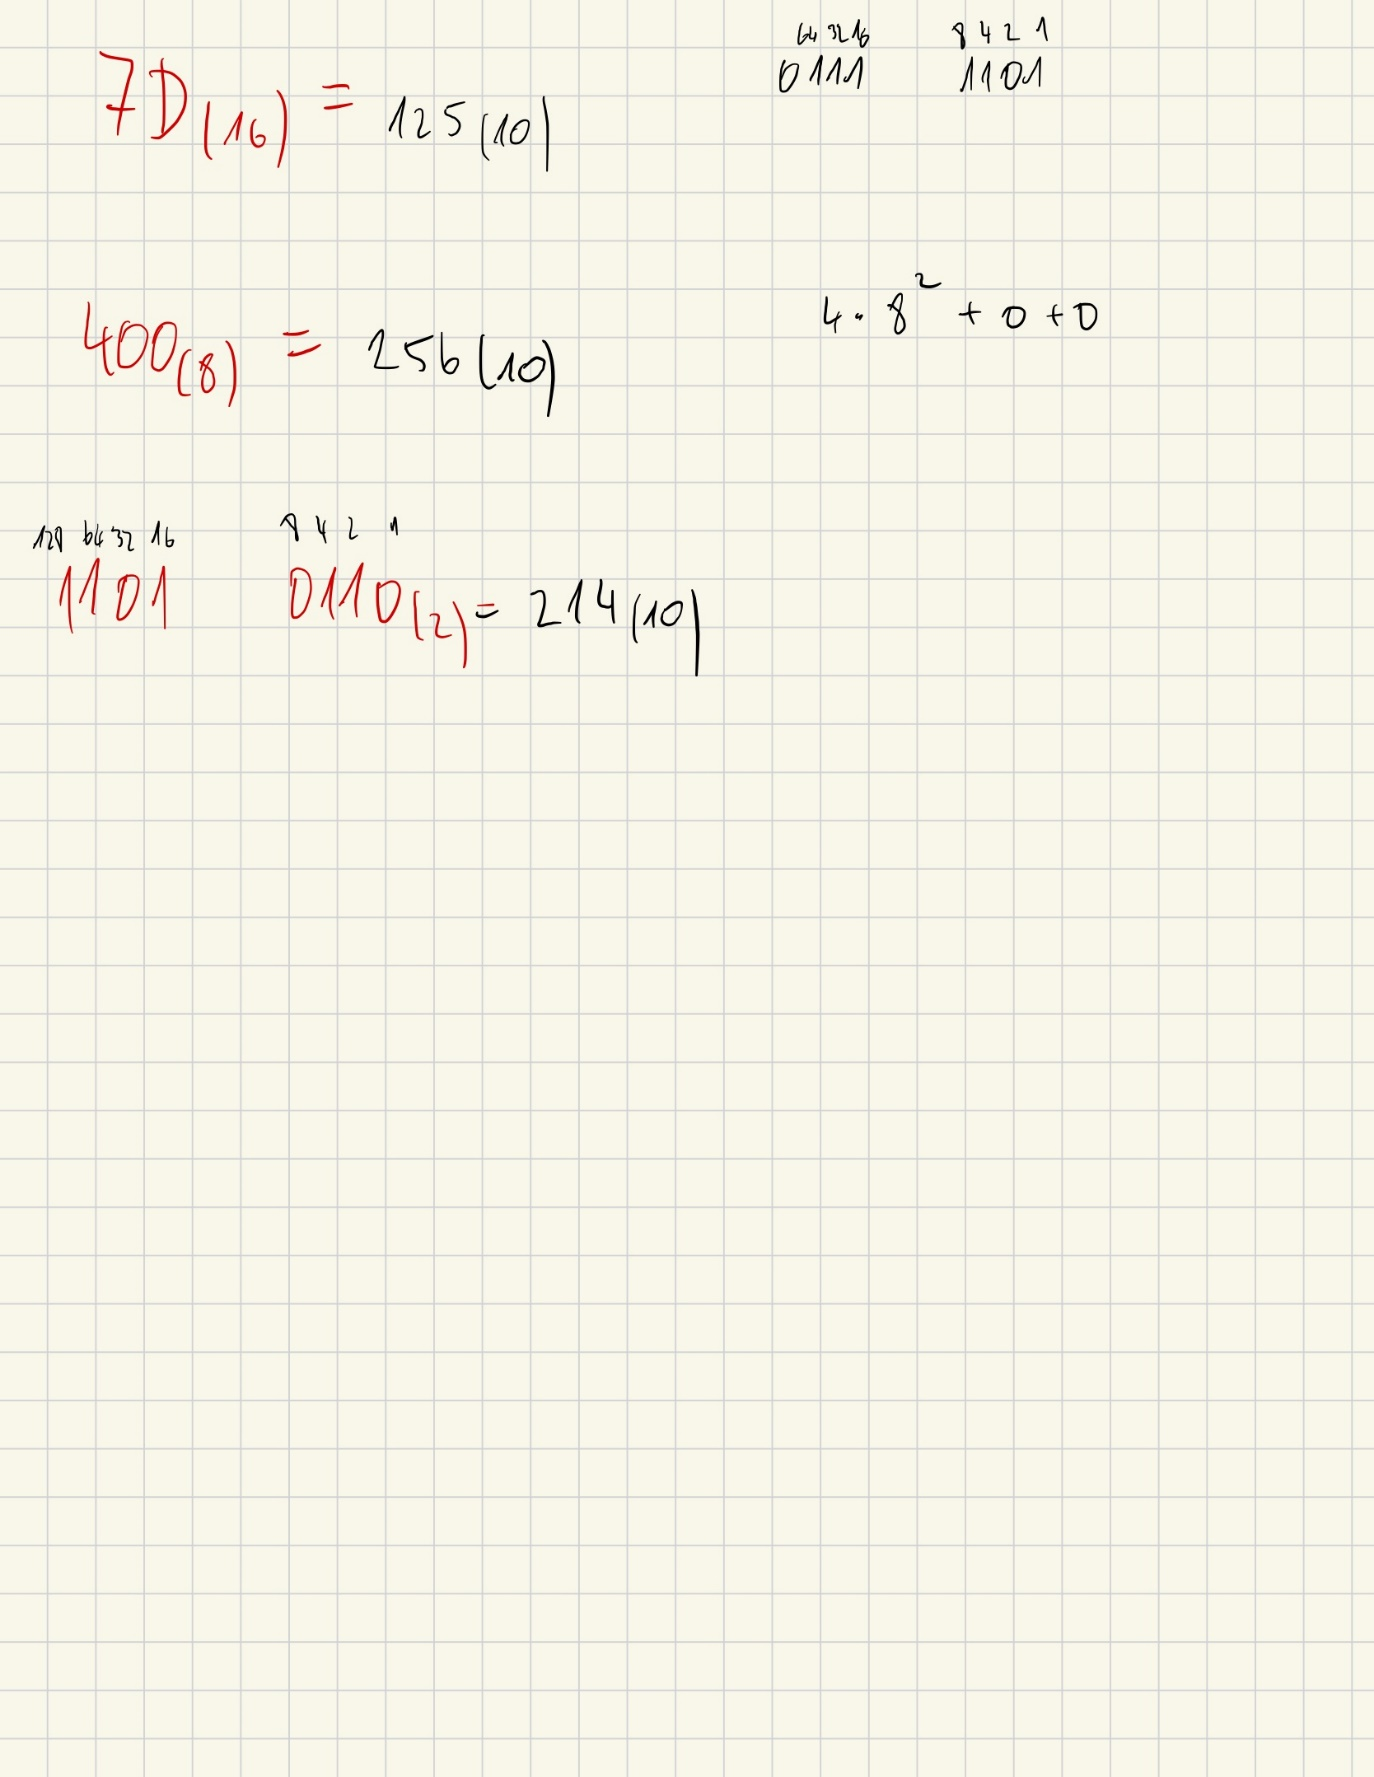 64 32 16 8 4 2 1
7D(16) = 125(10) 0111 1101
400(8) = 256(10) 4 · 8² + 0 + 0
128 64 32 16 8 4 2 1
1101 0110(2) = 214(10)